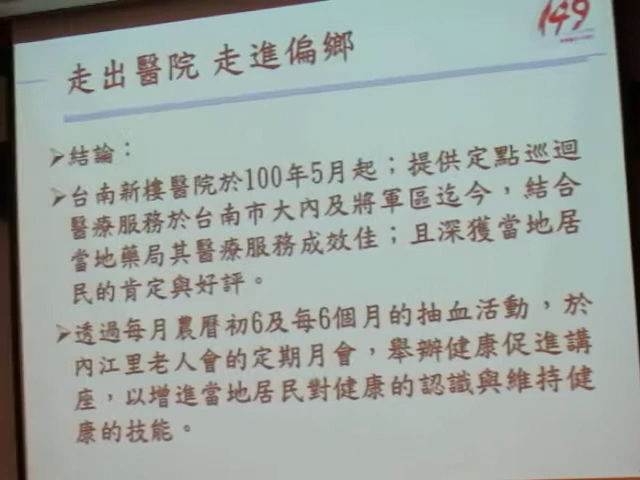 149
走出醫院 走進偏鄉
➤結論：
➤台南新樓醫院於100年5月起；提供定點巡迴
醫療服務於台南市大內及將軍區迄今，結合
當地藥局其醫療服務成效佳；且深獲當地居
民的肯定與好評。
➤透過每月農曆初6及每6個月的抽血活動，於
內江里老人會的定期月會，舉辦健康促進講
座，以增進當地居民對健康的認識與維持健
康的技能。